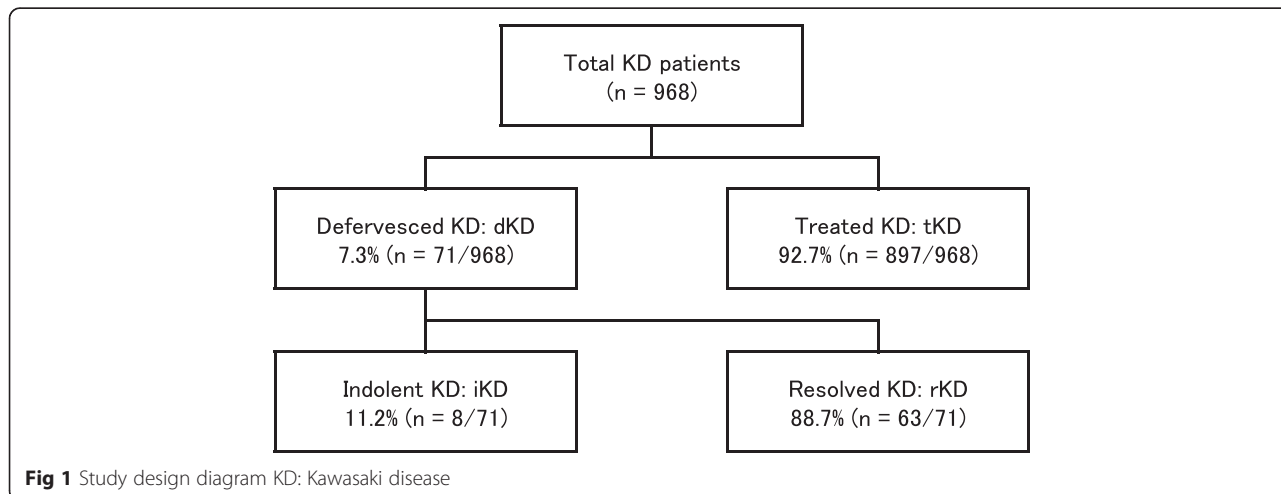 Total KD patients
(n = 968)
Defervesced KD: dKD
7.3% (n = 71/968)
Treated KD: tKD
92.7% (n = 897/968)
Indolent KD: iKD
11.2% (n = 8/71)
Resolved KD: rKD
88.7% (n = 63/71)
Fig 1 Study design diagram KD: Kawasaki disease